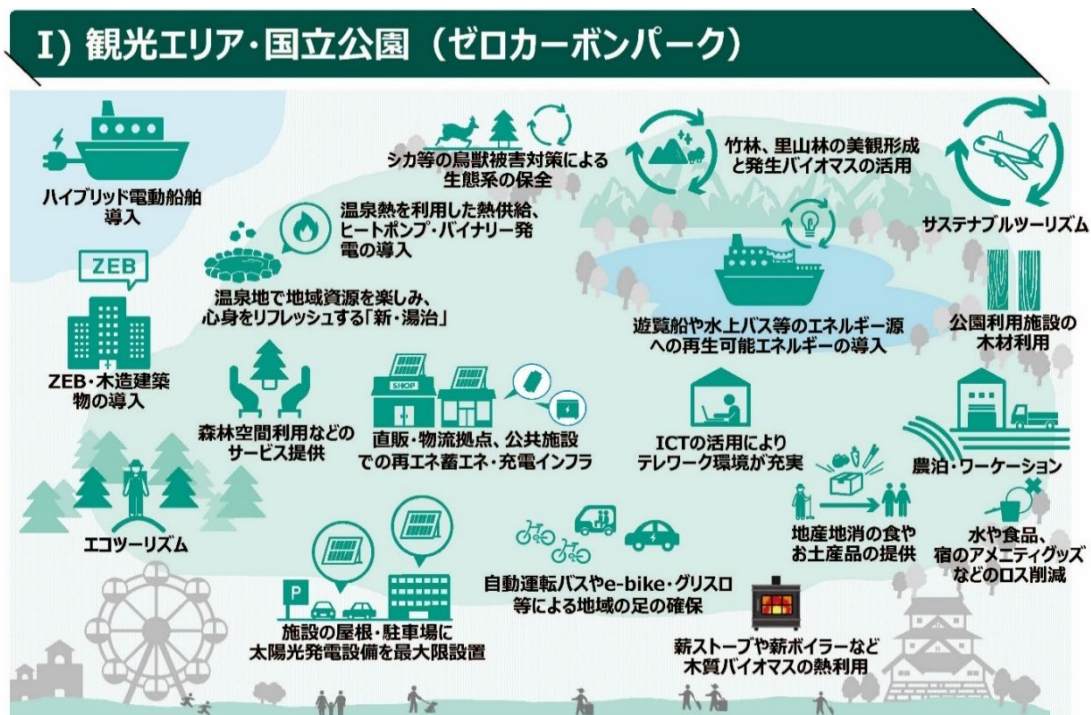 I) 観光エリア・国立公園（ゼロカーボンパーク）
ハイブリッド電動船舶
導入
シカ等の鳥獣被害対策による
生態系の保全
竹林、里山林の美観形成
と発生バイオマスの活用
サステナブルツーリズム
温泉熱を利用した熱供給、
ヒートポンプ・バイナリー発
電の導入
温泉地で地域資源を楽しみ、
心身をリフレッシュする「新・湯治」
遊覧船や水上バス等のエネルギー源
への再生可能エネルギーの導入
公園利用施設の
木材利用
ZEB
ZEB・木造建築
物の導入
森林空間利用などの
サービス提供
SHOP
直販・物流拠点、公共施設
での再エネ蓄エネ・充電インフラ
ICTの活用により
テレワーク環境が充実
農泊・ワーケーション
エコツーリズム
P
施設の屋根・駐車場に
太陽光発電設備を最大限設置
自動運転バスやe-bike・グリスロ
等による地域の足の確保
地産地消の食や
お土産品の提供
水や食品、
宿のアメニティグッズ
などのロス削減
薪ストーブや薪ボイラーなど
木質バイオマスの熱利用